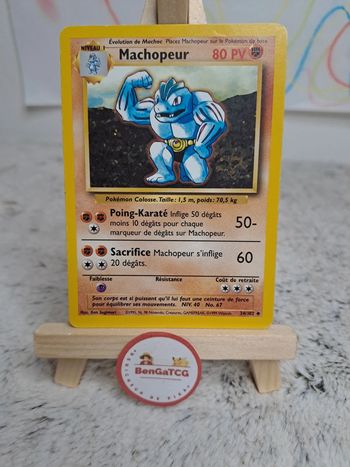 Évolution de Machoc Placez Machopeur sur le Pokémon de base
NIVEAU 1
Machopeur 80 PV
Pokémon Colosse. Taille: 1,5 m, poids: 70,5 kg
Poing-Karaté Inflige 50 dégâts
moins 10 dégâts pour chaque
marqueur de dégâts sur Machopeur.
50-
Sacrifice Machopeur s'inflige
20 dégâts.
60
Faiblesse Résistance Coût de retraite
Son corps est si puissant qu'il lui faut une ceinture de force
pour équilibrer ses mouvements. NIV. 40 No. 67
Illus. Ken Sugimori
34/102
BenGaTCG